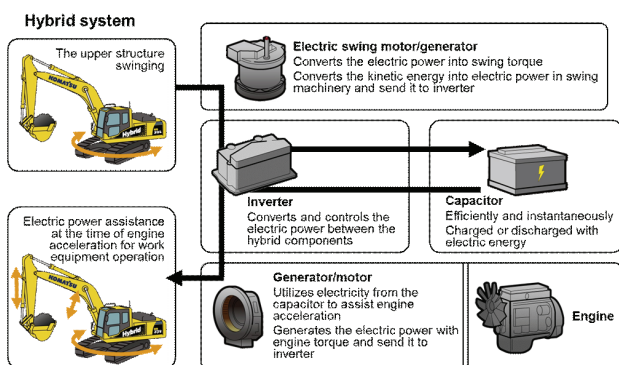 Hybrid system
The upper structure
swinging
KOMATSU
Hybrid
Electric swing motor/generator
Converts the electric power into swing torque
Converts the kinetic energy into electric power in swing
machinery and send it to inverter
Inverter
Converts and controls the
electric power between the
hybrid components
Capacitor
Efficiently and instantaneously
Charged or discharged with
electric energy
Electric power assistance
at the time of engine
acceleration for work
equipment operation
KOMATSU
Hybrid
Generator/motor
Utilizes electricity from the
capacitor to assist engine
acceleration
Generates the electric power with
engine torque and send it to
inverter
Engine